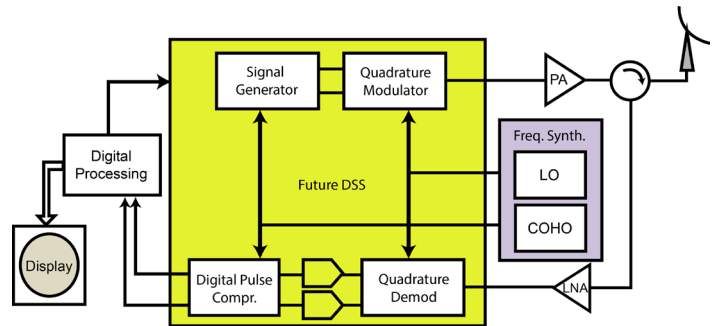 Signal
Generator
Quadrature
Modulator
PA
Freq. Synth.
Digital
Processing
LO
Future DSS
COHO
Display
Digital Pulse
Compr.
Quadrature
Demod
LNA